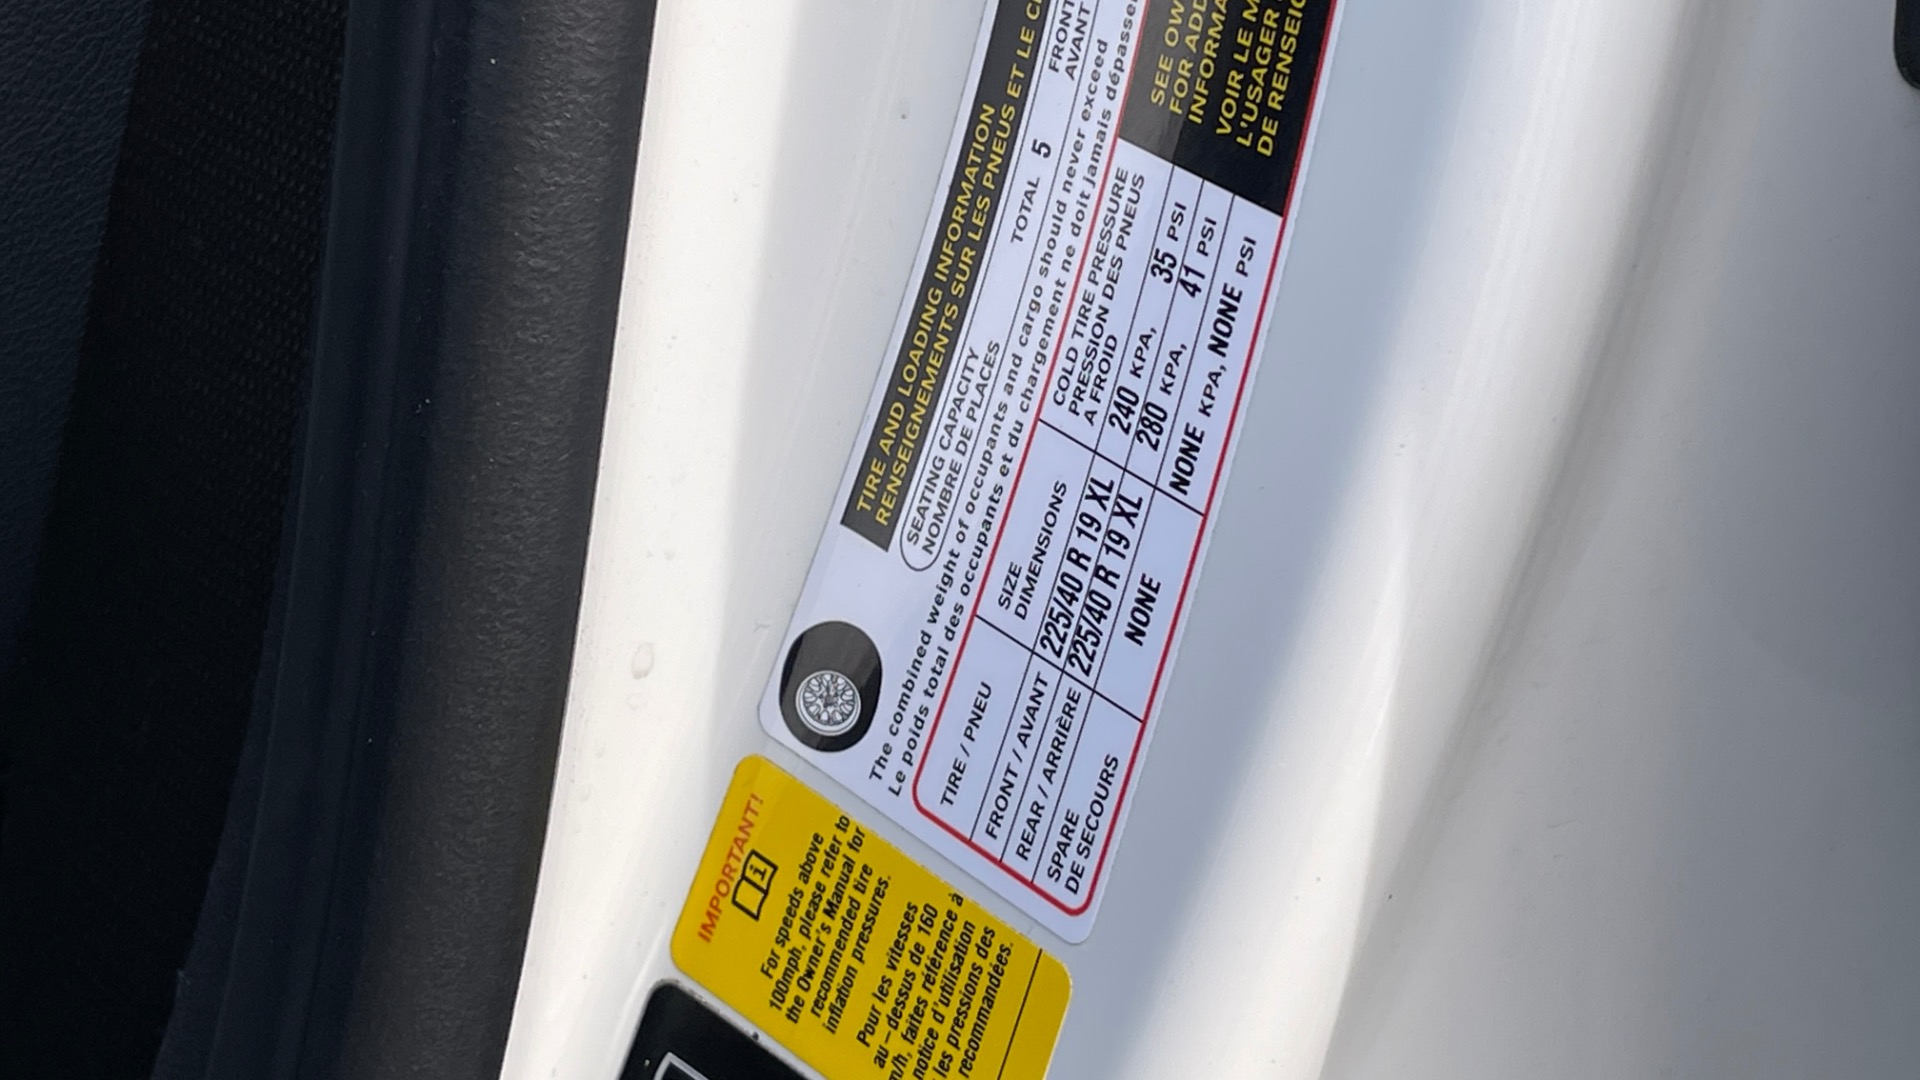 TIRE AND LOADING INFORMATION
RENSEIGNEMENTS SUR LES PNEUS ET LE
SEATING CAPACITY
NOMBRE DE PLACES
TOTAL 5
FRONT
AVANT
The combined weight of occupants and cargo should never exceed
Le poids total des occupants et du chargement ne doit jamais dépasser
TIRE / PNEU
SIZE
DIMENSIONS
COLD TIRE PRESSURE
PRESSION DES PNEUS
A FROID
FRONT / AVANT 225/40 R 19 XL 240 KPA, 35 PSI
REAR / ARRIÈRE 225/40 R 19 XL 280 KPA, 41 PSI
SPARE
DE SECOURS
NONE
NONE KPA, NONE PSI
SEE
FOR
VOIR LE
L'USAGER
DE
IMPORTANT!
i
For speeds above
100mph, please refer to
the Owner's Manual for
recommended tire
inflation pressures.
Pour les vitesses
au-dessus de 160
m/h, faites référence à
notice d'utilisation
les pressions des
recommandées.